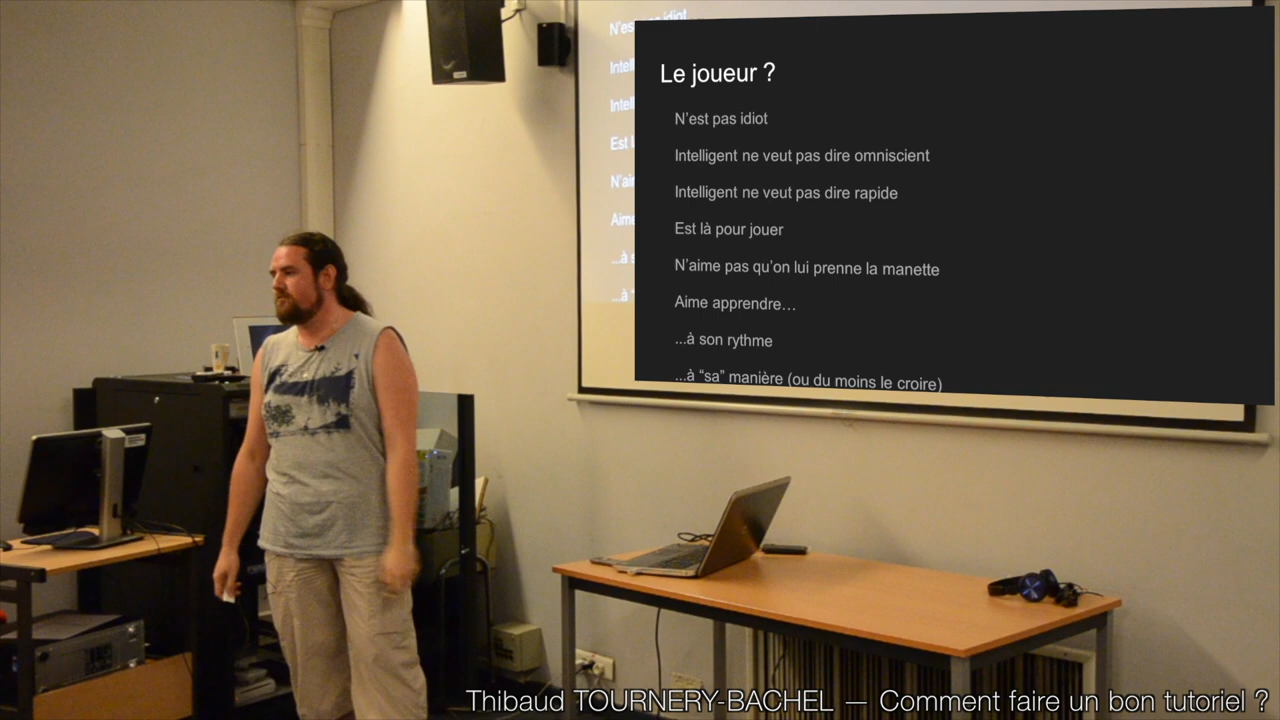 Le joueur ?
N'est pas idiot
Intelligent ne veut pas dire omniscient
Intelligent ne veut pas dire rapide
Est là pour jouer
N'aime pas qu'on lui prenne la manette
Aime apprendre…
...à son rythme
...à “sa” manière (ou du moins le croire)
Thibaud TOURNERY-BACHEL — Comment faire un bon tutoriel ?